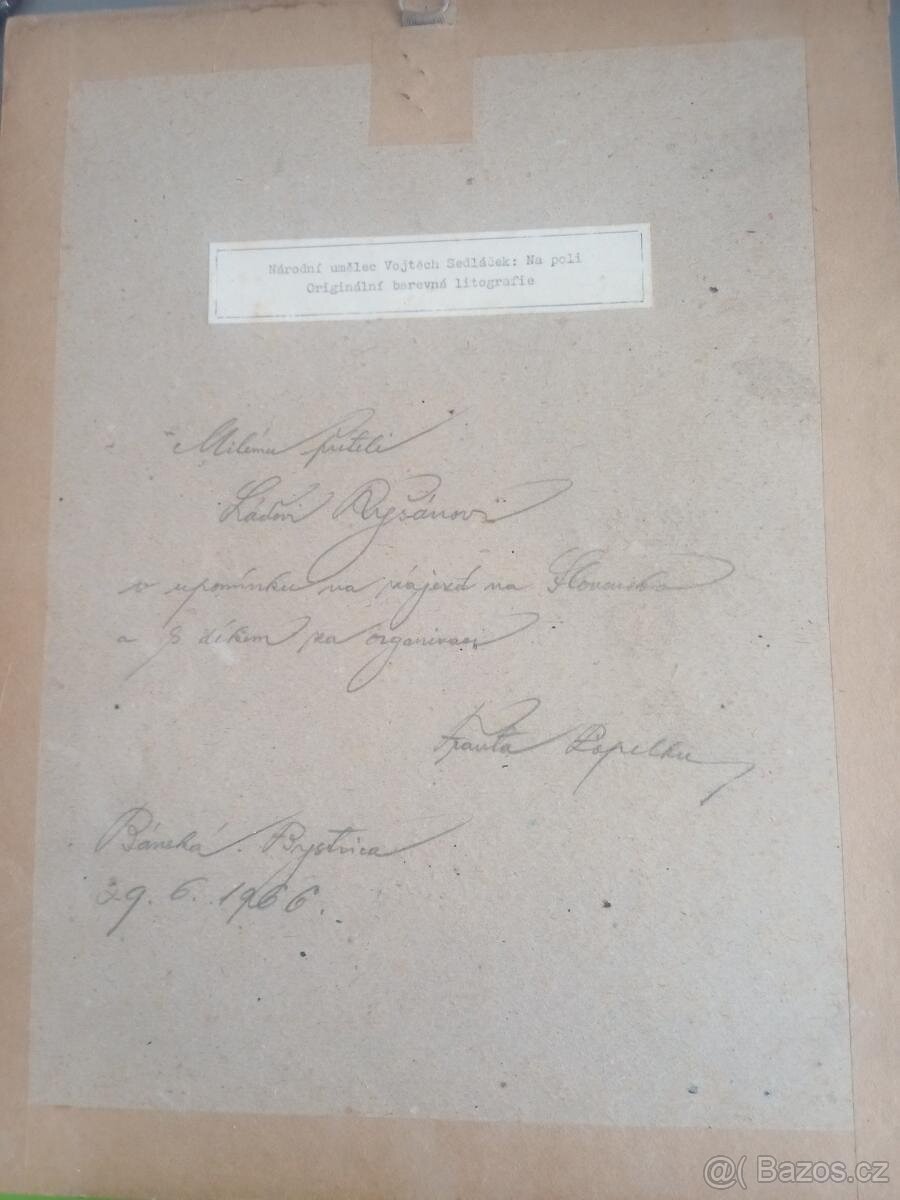 Národní umělec Vojtěch Sedláček: Na poli
Originální barevná litografie
Milému příteli
Láďovi Ryšánovi
v upomínku na zájezd na Slovensko
a s díkem za organisaci
Franta Popelka
Bánská Bystrica
29. 6. 1966.
@( Bazos.cz